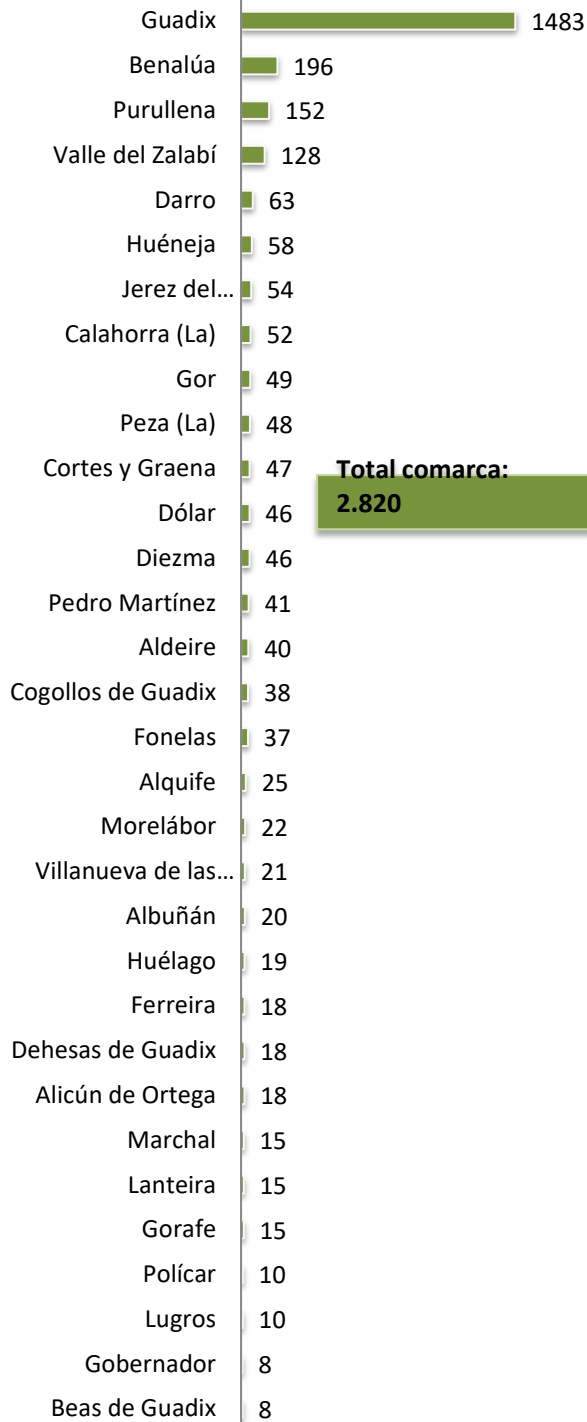 Guadix 1483
Benalúa 196
Purullena 152
Valle del Zalabí 128
Darro 63
Huéneja 58
Jerez del... 54
Calahorra (La) 52
Gor 49
Peza (La) 48
Cortes y Graena 47
Total comarca:
2.820
Dólar 46
Diezma 46
Pedro Martínez 41
Aldeire 40
Cogollos de Guadix 38
Fonelas 37
Alquife 25
Morelábor 22
Villanueva de las... 21
Albuñán 20
Huélago 19
Ferreira 18
Dehesas de Guadix 18
Alicún de Ortega 18
Marchal 15
Lanteira 15
Gorafe 15
Polícar 10
Lugros 10
Gobernador 8
Beas de Guadix 8